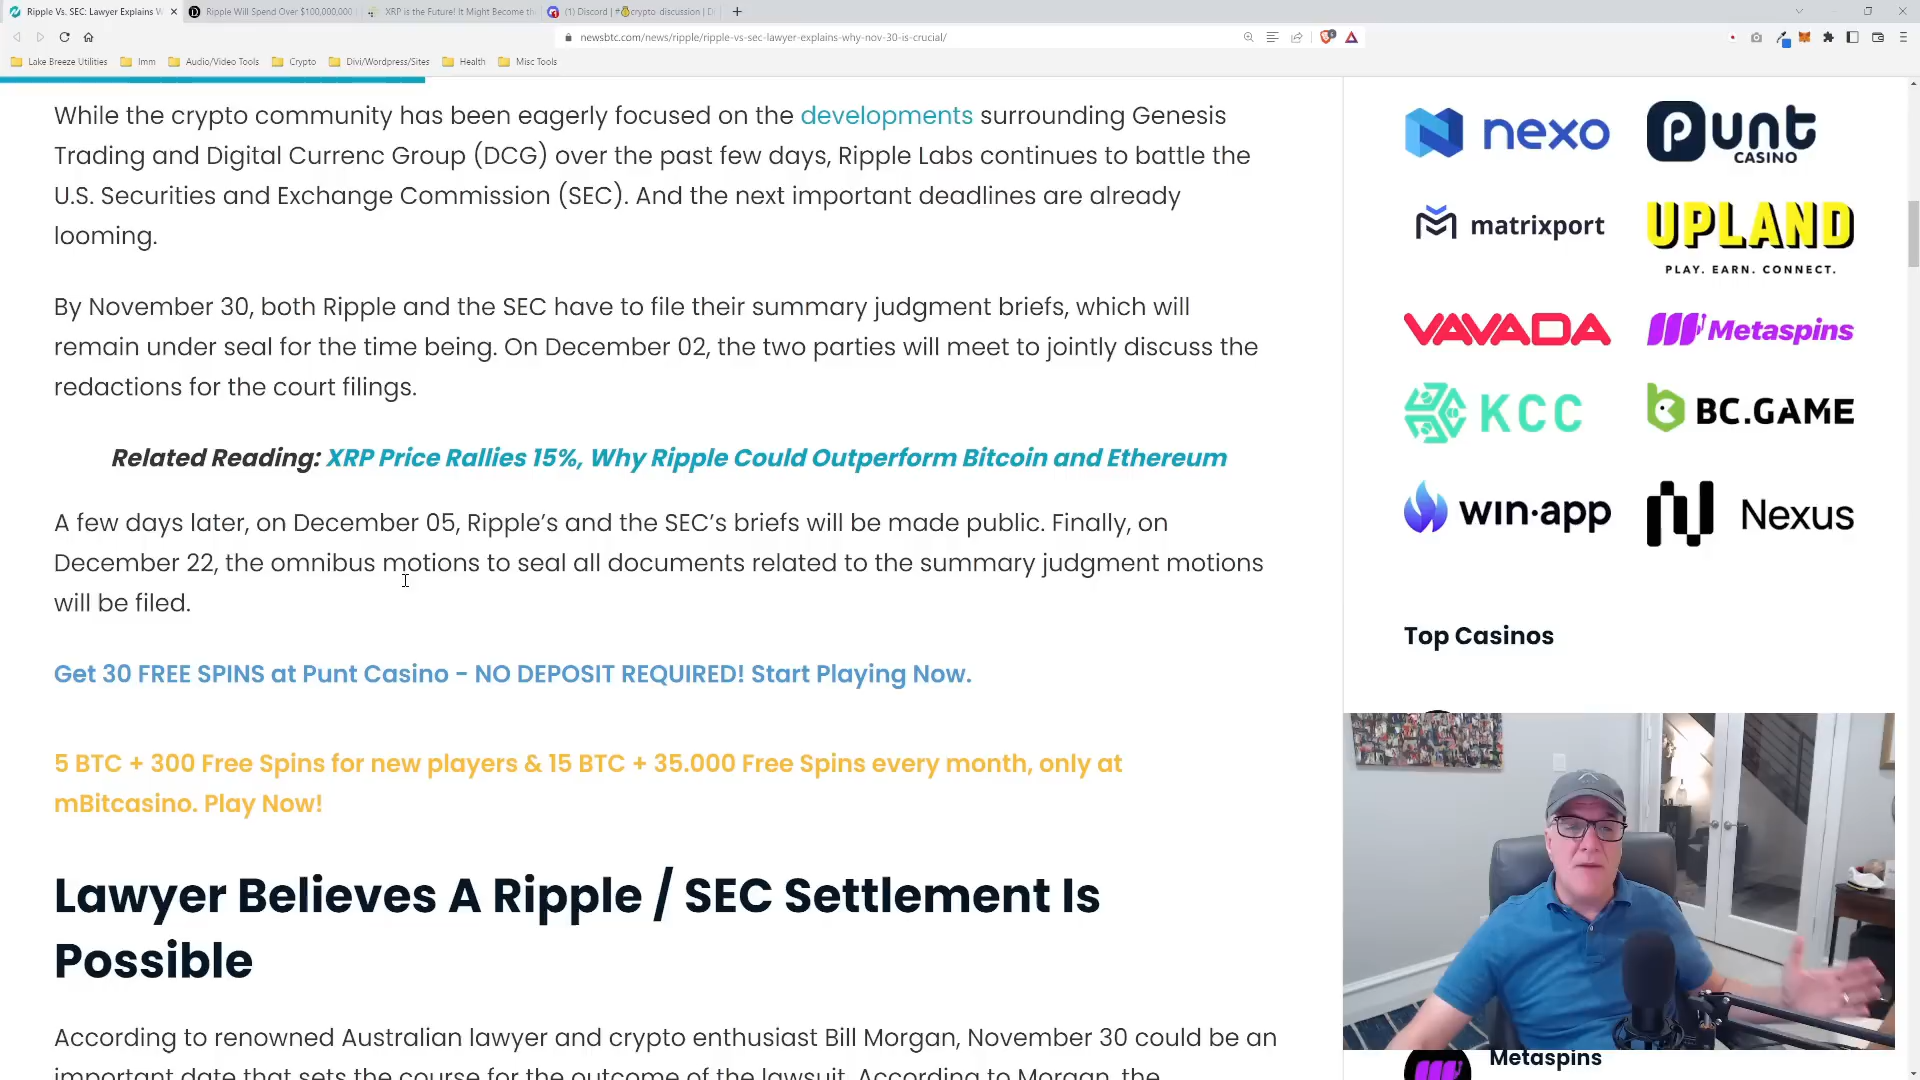 Ripple Vs. SEC: Lawyer Explains W
Ripple Will Spend Over $100,000,000
XRP is the Future! It Might Become th
(1) Discord | #💰crypto-discussion | D
newsbtc.com/news/ripple/ripple-vs-sec-lawyer-explains-why-nov-30-is-crucial/
Lake Breeze Utilities
Imm
Audio/Video Tools
Crypto
Divi/Wordpress/Sites
Health
Misc Tools
While the crypto community has been eagerly focused on the developments surrounding Genesis
Trading and Digital Currenc Group (DCG) over the past few days, Ripple Labs continues to battle the
U.S. Securities and Exchange Commission (SEC). And the next important deadlines are already
looming.
By November 30, both Ripple and the SEC have to file their summary judgment briefs, which will
remain under seal for the time being. On December 02, the two parties will meet to jointly discuss the
redactions for the court filings.
Related Reading: XRP Price Rallies 15%, Why Ripple Could Outperform Bitcoin and Ethereum
A few days later, on December 05, Ripple’s and the SEC’s briefs will be made public. Finally, on
December 22, the omnibus motions to seal all documents related to the summary judgment motions
will be filed.
Get 30 FREE SPINS at Punt Casino – NO DEPOSIT REQUIRED! Start Playing Now.
5 BTC + 300 Free Spins for new players & 15 BTC + 35.000 Free Spins every month, only at
mBitcasino. Play Now!
Lawyer Believes A Ripple / SEC Settlement Is
Possible
According to renowned Australian lawyer and crypto enthusiast Bill Morgan, November 30 could be an
important date that sets the course for the outcome of the lawsuit. According to Morgan, the
nexo
Punt
CASINO
matrixport
UPLAND
PLAY. EARN. CONNECT.
VAVADA
Metaspins
KCC
BC.GAME
win·app
Nexus
Top Casinos
Metaspins